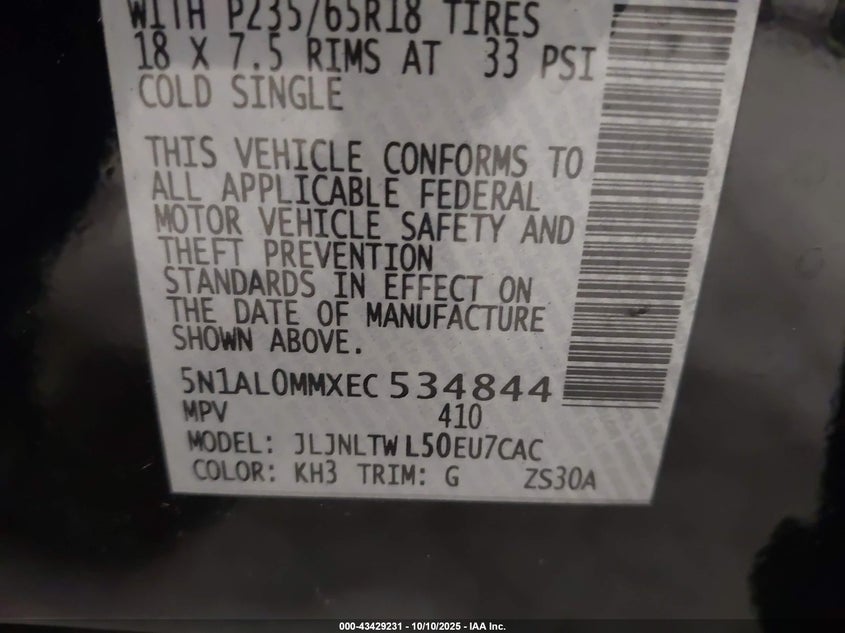 WITH P235/65R18 TIRES
18 X 7.5 RIMS AT 33 PSI
COLD SINGLE
THIS VEHICLE CONFORMS TO
ALL APPLICABLE FEDERAL
MOTOR VEHICLE SAFETY AND
THEFT PREVENTION
STANDARDS IN EFFECT ON
THE DATE OF MANUFACTURE
SHOWN ABOVE.
5N1AL0MMXEC534844
MPV 410
MODEL: JLJNLTW L50EU7CAC
COLOR: KH3 TRIM: G ZS30A
000-43429231 - 10/10/2025 - IAA Inc.